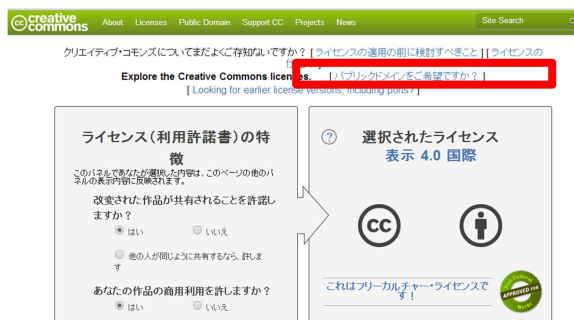 creative commons
About Licenses Public Domain Support CC Projects News
Site Search
クリエイティブ・コモンズについてまだよくご存知ないですか？ [ ライセンスの適用の前に検討すべきこと ] [ ライセンスの
Explore the Creative Commons licenses. [ パブリックドメインをご希望ですか？ ]
[ Looking for earlier license versions, including ports? ]
ライセンス（利用許諾書）の特
徴
このパネルであなたが選択した内容は、このページの他のパ
ネルの表示内容に反映されます。
改変された作品が共有されることを許諾し
ますか？
はい いいえ
他の人が同じように共有するなら、許しま
す
あなたの作品の商用利用を許しますか？
はい いいえ
? 選択されたライセンス
表示 4.0 国際
cc
これはフリーカルチャー・ライセンスで
す！
APPROVED FOR